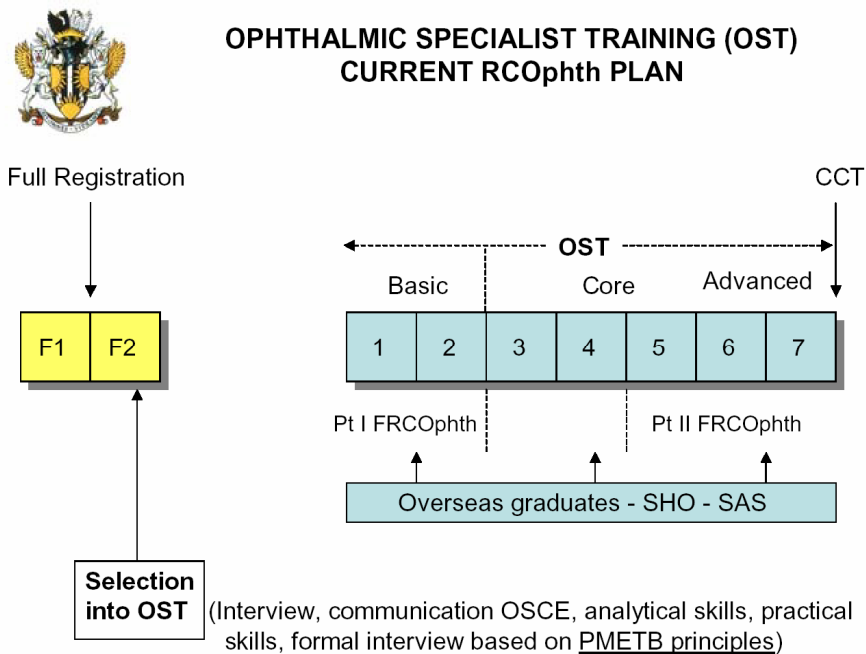 OPHTHALMIC SPECIALIST TRAINING (OST)
CURRENT RCOphth PLAN
Full Registration
CCT
OST
Basic
Core
Advanced
F1
F2
1
2
3
4
5
6
7
Pt I FRCOphth
Pt II FRCOphth
Overseas graduates - SHO - SAS
Selection
into OST
(Interview, communication OSCE, analytical skills, practical
skills, formal interview based on PMETB principles)